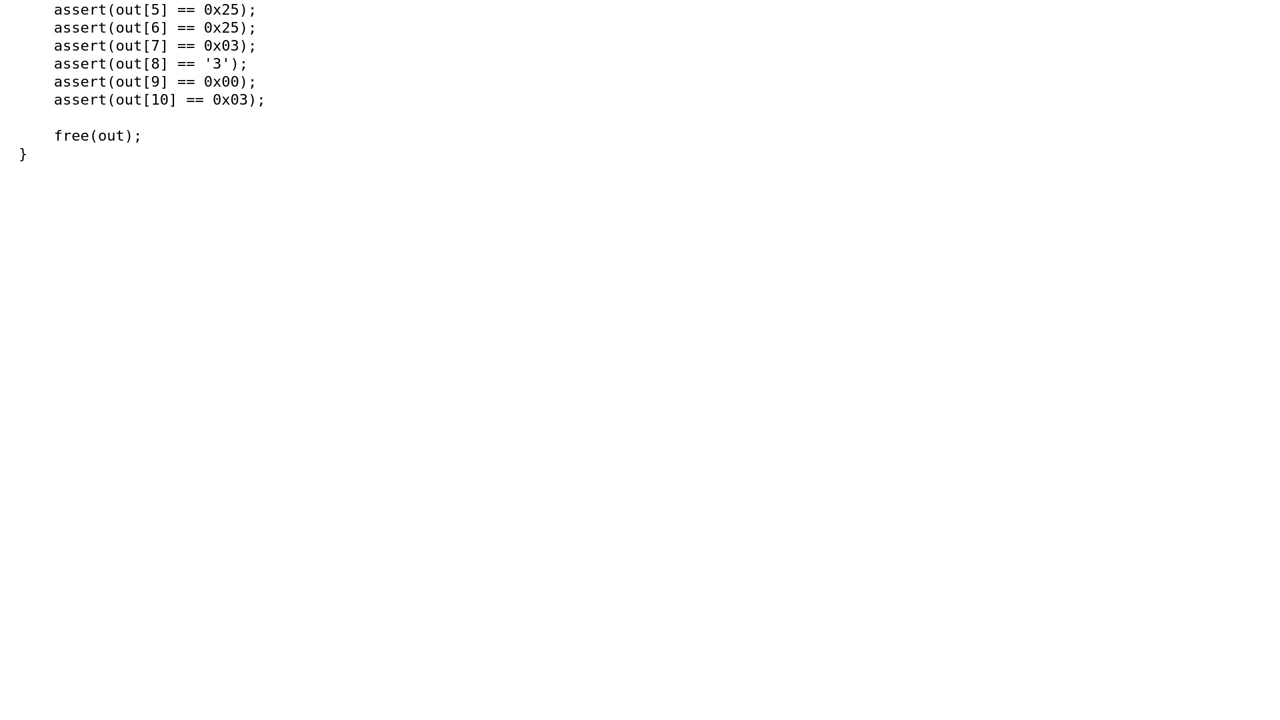 assert(out[5] == 0x25);
    assert(out[6] == 0x25);
    assert(out[7] == 0x03);
    assert(out[8] == '3');
    assert(out[9] == 0x00);
    assert(out[10] == 0x03);

    free(out);
}